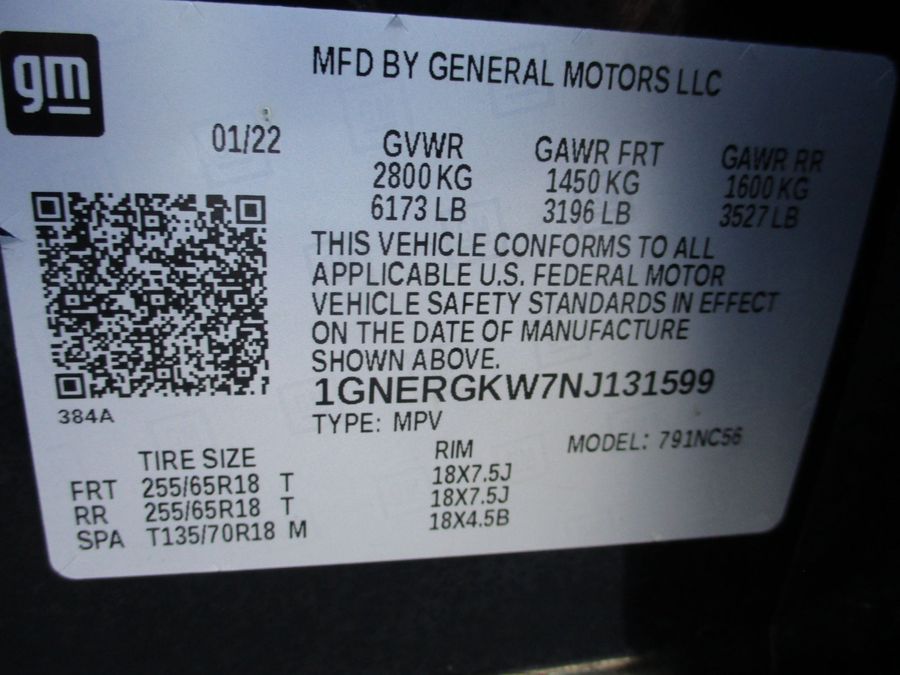 gm
MFD BY GENERAL MOTORS LLC
01/22 GVWR GAWR FRT GAWR RR
2800 KG 1450 KG 1600 KG
6173 LB 3196 LB 3527 LB
THIS VEHICLE CONFORMS TO ALL
APPLICABLE U.S. FEDERAL MOTOR
VEHICLE SAFETY STANDARDS IN EFFECT
ON THE DATE OF MANUFACTURE
SHOWN ABOVE.
1GNERGKW7NJ131599
384A
TYPE: MPV MODEL: 791NC56
TIRE SIZE RIM
FRT 255/65R18 T 18X7.5J
RR 255/65R18 T 18X7.5J
SPA T135/70R18 M 18X4.5B